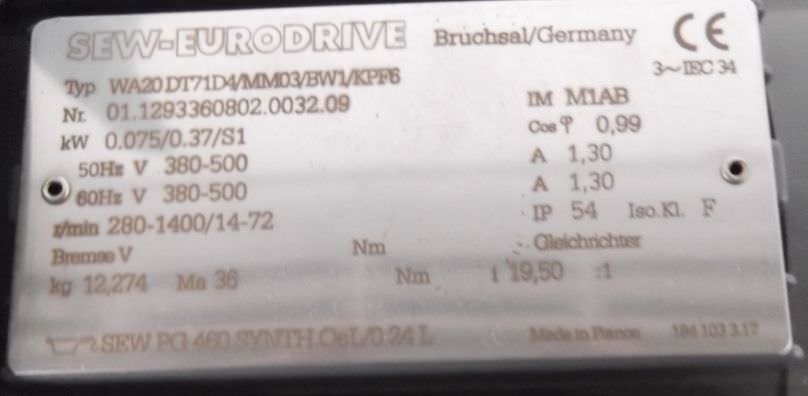 SEW-EURODRIVE Bruchsal/Germany CE
3~IEC 34
Typ WA20 DT71D4/MM03/BW1/KPF6
Nr. 01.1293360802.0032.09 IM M1AB
kW 0.075/0.37/S1 Cos φ 0,99
50Hz V 380-500 A 1,30
60Hz V 380-500 A 1,30
r/min 280-1400/14-72 IP 54 Iso.Kl. F
Bremse V Nm Gleichrichter
kg 12,274 Ma 36 Nm i 19,50 :1
SEW PG 460 SYNTH.Oel/0.24 L Made in France 184 103 3.17